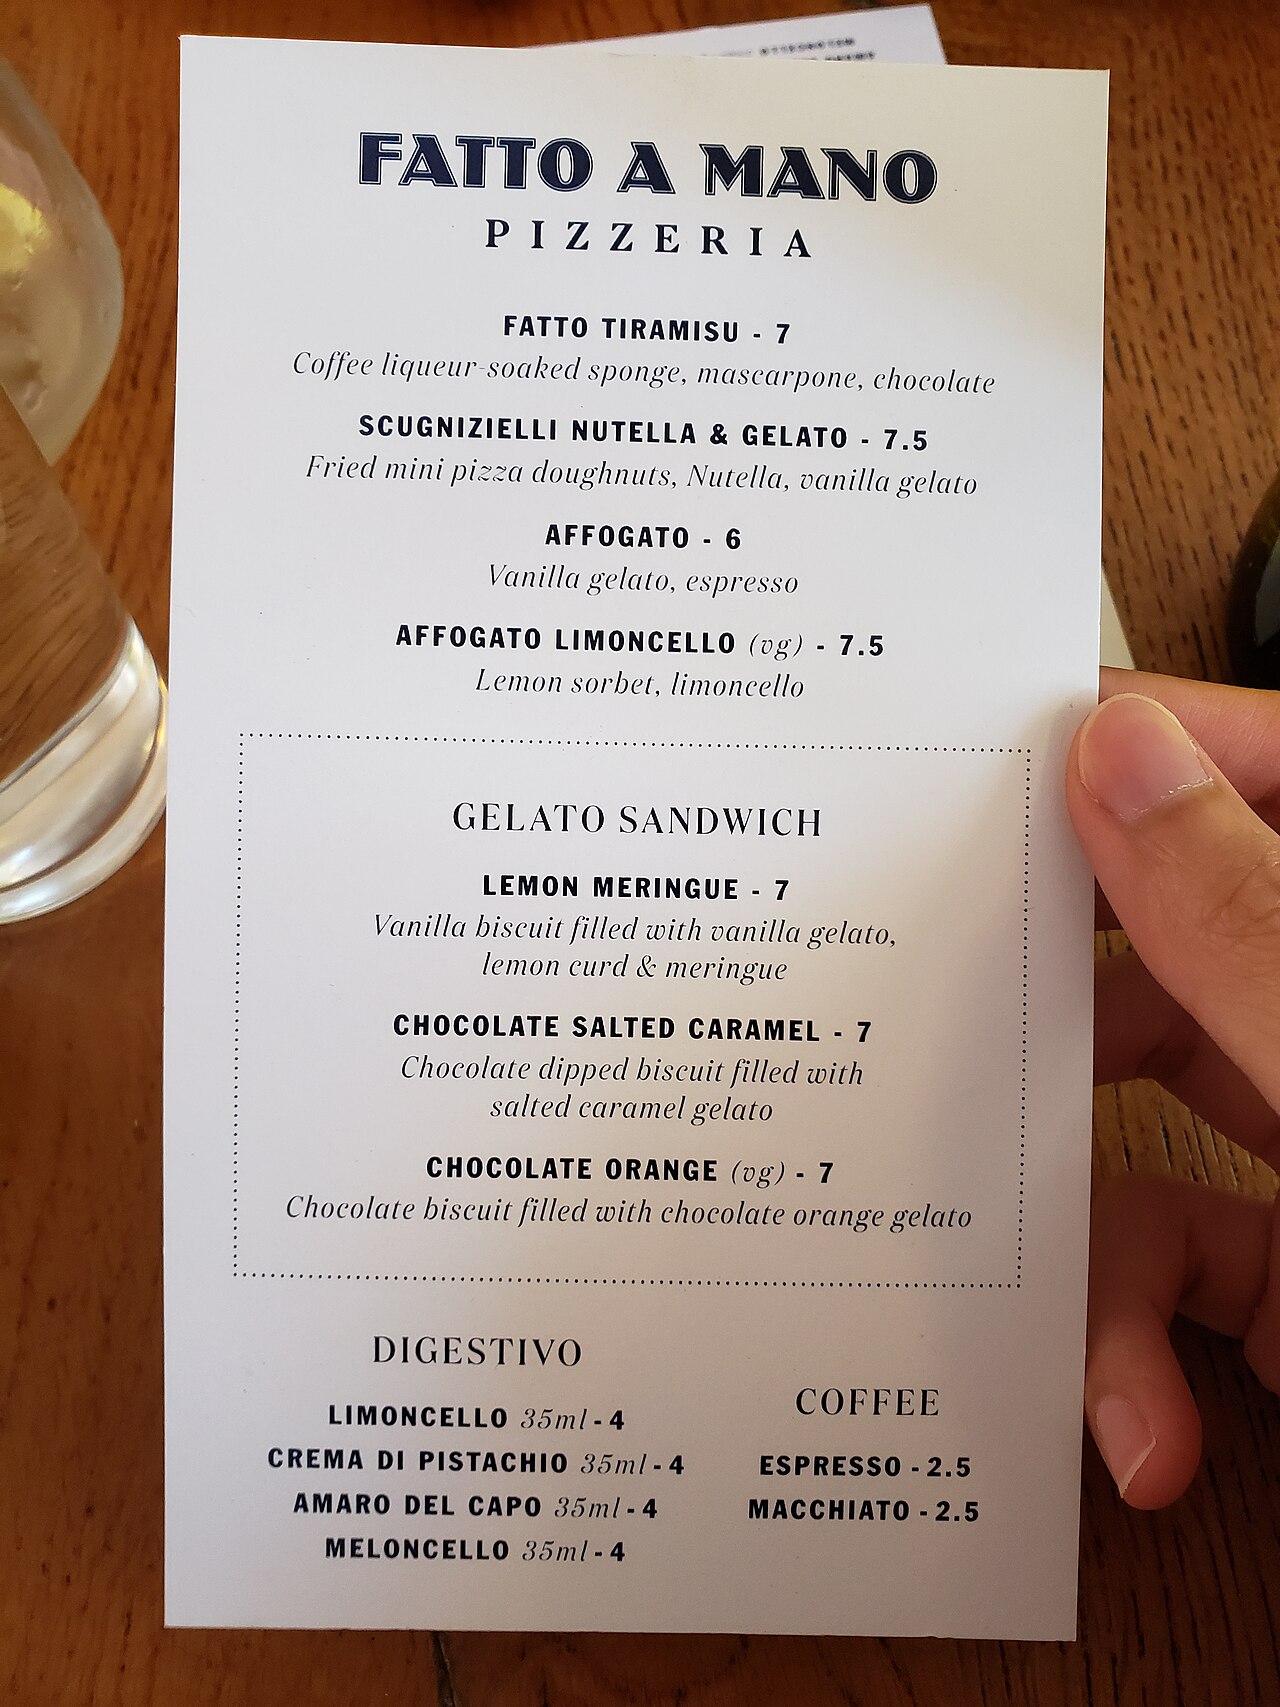 FATTO A MANO
PIZZERIA
FATTO TIRAMISU - 7
Coffee liqueur-soaked sponge, mascarpone, chocolate
SCUGNIZIELLI NUTELLA & GELATO - 7.5
Fried mini pizza doughnuts, Nutella, vanilla gelato
AFFOGATO - 6
Vanilla gelato, espresso
AFFOGATO LIMONCELLO (vg) - 7.5
Lemon sorbet, limoncello
GELATO SANDWICH
LEMON MERINGUE - 7
Vanilla biscuit filled with vanilla gelato,
lemon curd & meringue
CHOCOLATE SALTED CARAMEL - 7
Chocolate dipped biscuit filled with
salted caramel gelato
CHOCOLATE ORANGE (vg) - 7
Chocolate biscuit filled with chocolate orange gelato
DIGESTIVO
LIMONCELLO 35ml - 4
CREMA DI PISTACHIO 35ml - 4
AMARO DEL CAPO 35ml - 4
MELONCELLO 35ml - 4
COFFEE
ESPRESSO - 2.5
MACCHIATO - 2.5